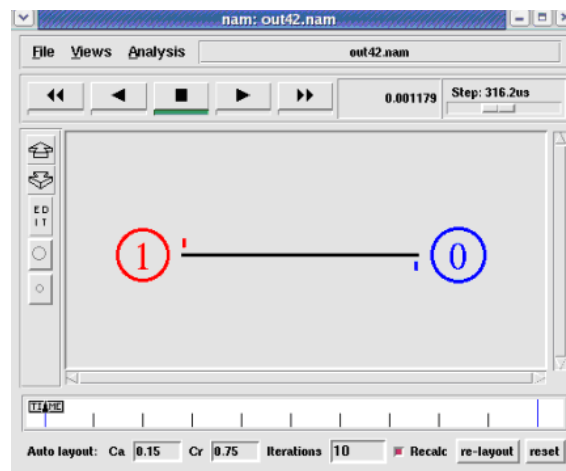 nam: out42.nam
File Views Analysis out42.nam
0.001179 Step: 316.2us
ED
IT
1 0
TIME
Auto layout: Ca 0.15 Cr 0.75 Iterations 10 Recalc re-layout reset